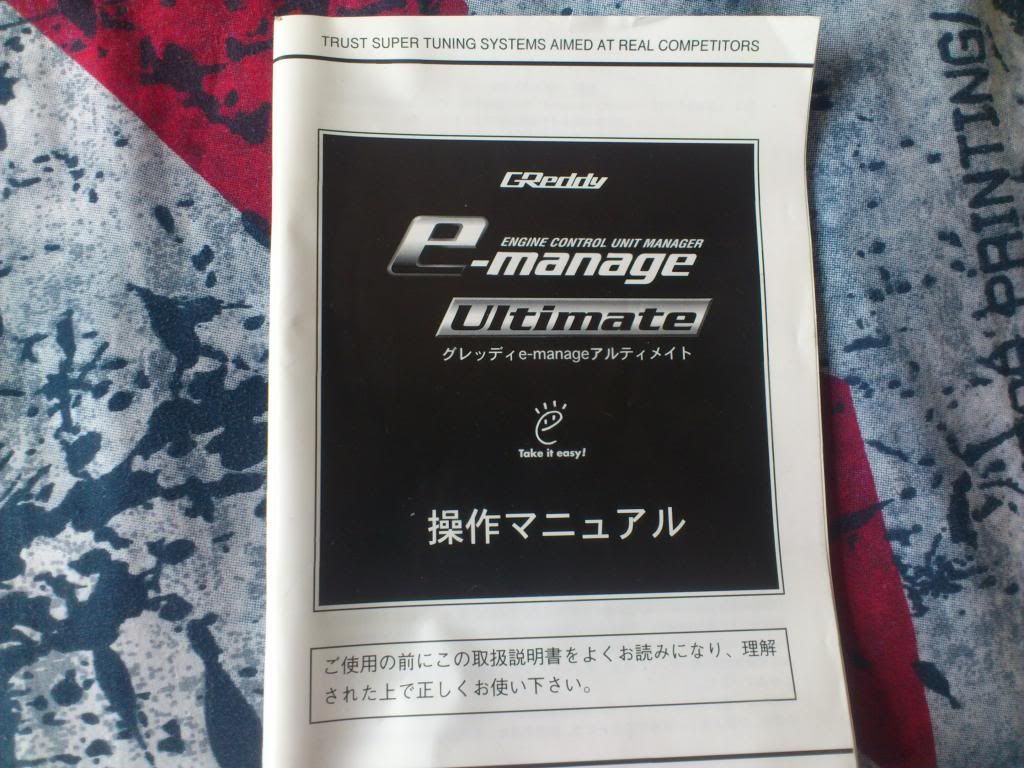 TRUST SUPER TUNING SYSTEMS AIMED AT REAL COMPETITORS
GReddy
ENGINE CONTROL UNIT MANAGER
e-manage
Ultimate
グレッディe-manageアルティメイト
Take it easy!
操作マニュアル
ご使用の前にこの取扱説明書をよくお読みになり、理解
された上で正しくお使い下さい。
PRINTING/